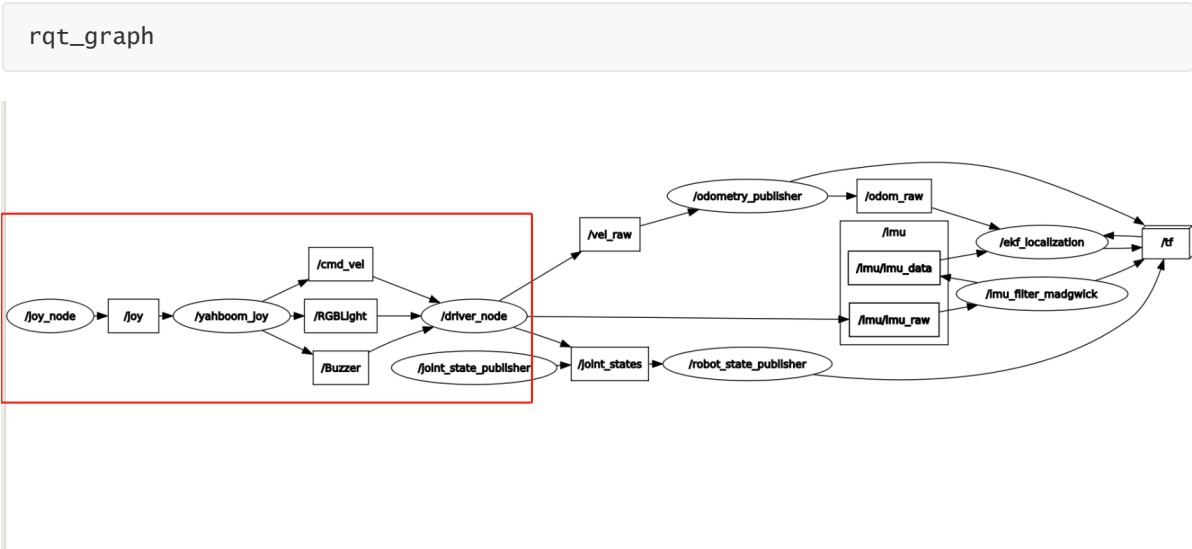 rqt_graph
/odometry_publisher
/odom_raw
/vel_raw
/Imu
/ekf_localization
/tf
/cmd_vel
/Imu/Imu_data
/Imu_filter_madgwick
/joy_node
/joy
/yahboom_joy
/RGBLight
/driver_node
/Imu/Imu_raw
/Buzzer
/joint_state_publisher
/joint_states
/robot_state_publisher